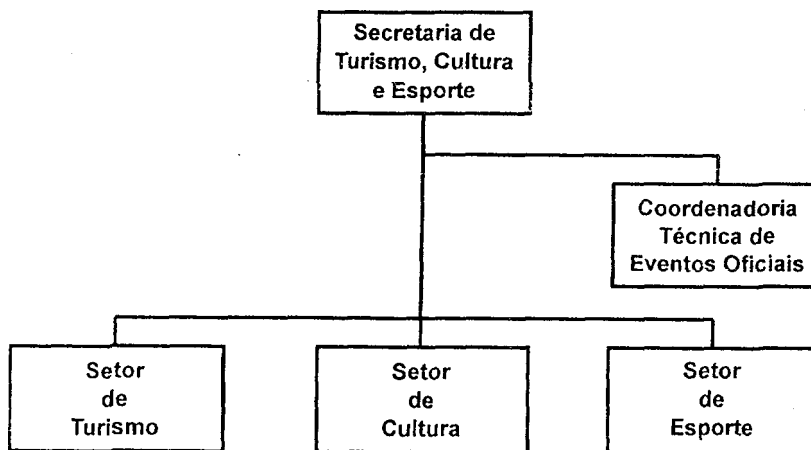 Secretaria de
Turismo, Cultura
e Esporte
Coordenadoria
Técnica de
Eventos Oficiais
Setor
de
Turismo
Setor
de
Cultura
Setor
de
Esporte